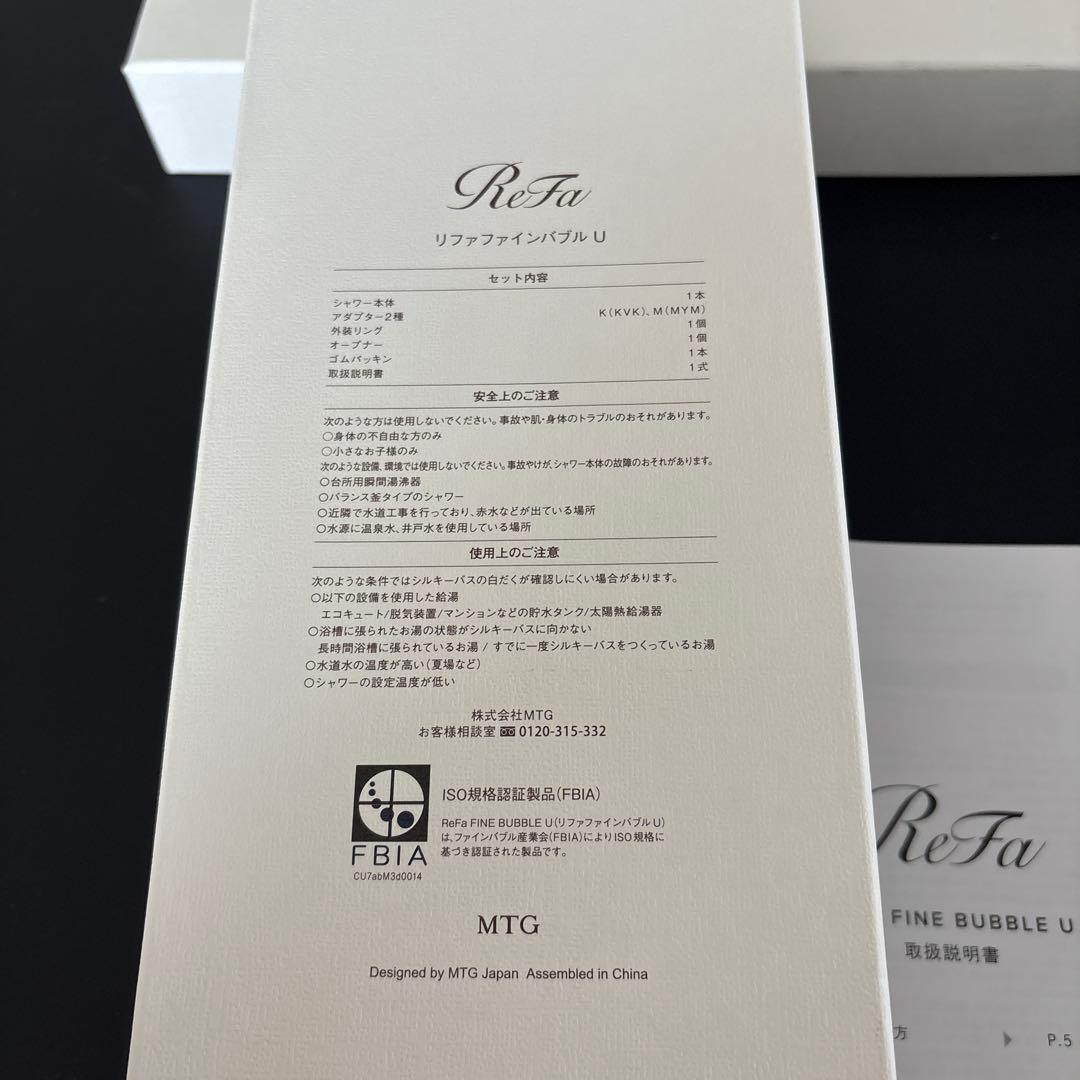 ReFa
リファファインバブル U
セット内容
シャワー本体 1本
アダプター2種 K(KVK)、M(MYM)
外装リング 1個
オープナー 1個
ゴムパッキン 1本
取扱説明書 1式
安全上のご注意
次のような方は使用しないでください。事故や肌・身体のトラブルのおそれがあります。
○身体の不自由な方のみ
○小さなお子様のみ
次のような設備、環境では使用しないでください。事故やけが、シャワー本体の故障のおそれがあります。
○台所用瞬間湯沸器
○バランス釜タイプのシャワー
○近隣で水道工事を行っており、赤水などが出ている場所
○水源に温泉水、井戸水を使用している場所
使用上のご注意
次のような条件ではシルキーバスの白だくが確認しにくい場合があります。
○以下の設備を使用した給湯
エコキュート/脱気装置/マンションなどの貯水タンク/太陽熱給湯器
○浴槽に張られたお湯の状態がシルキーバスに向かない
長時間浴槽に張られているお湯 / すでに一度シルキーバスをつくっているお湯
○水道水の温度が高い(夏場など)
○シャワーの設定温度が低い
株式会社MTG
お客様相談室 0120-315-332
ISO規格認証製品(FBIA)
ReFa FINE BUBBLE U(リファファインバブル U)
は、ファインバブル産業会(FBIA)によりISO規格に
基づき認証された製品です。
FBIA
CU7abM3d0014
MTG
Designed by MTG Japan Assembled in China
ReFa
FINE BUBBLE U
取扱説明書
方 ▶ P.5